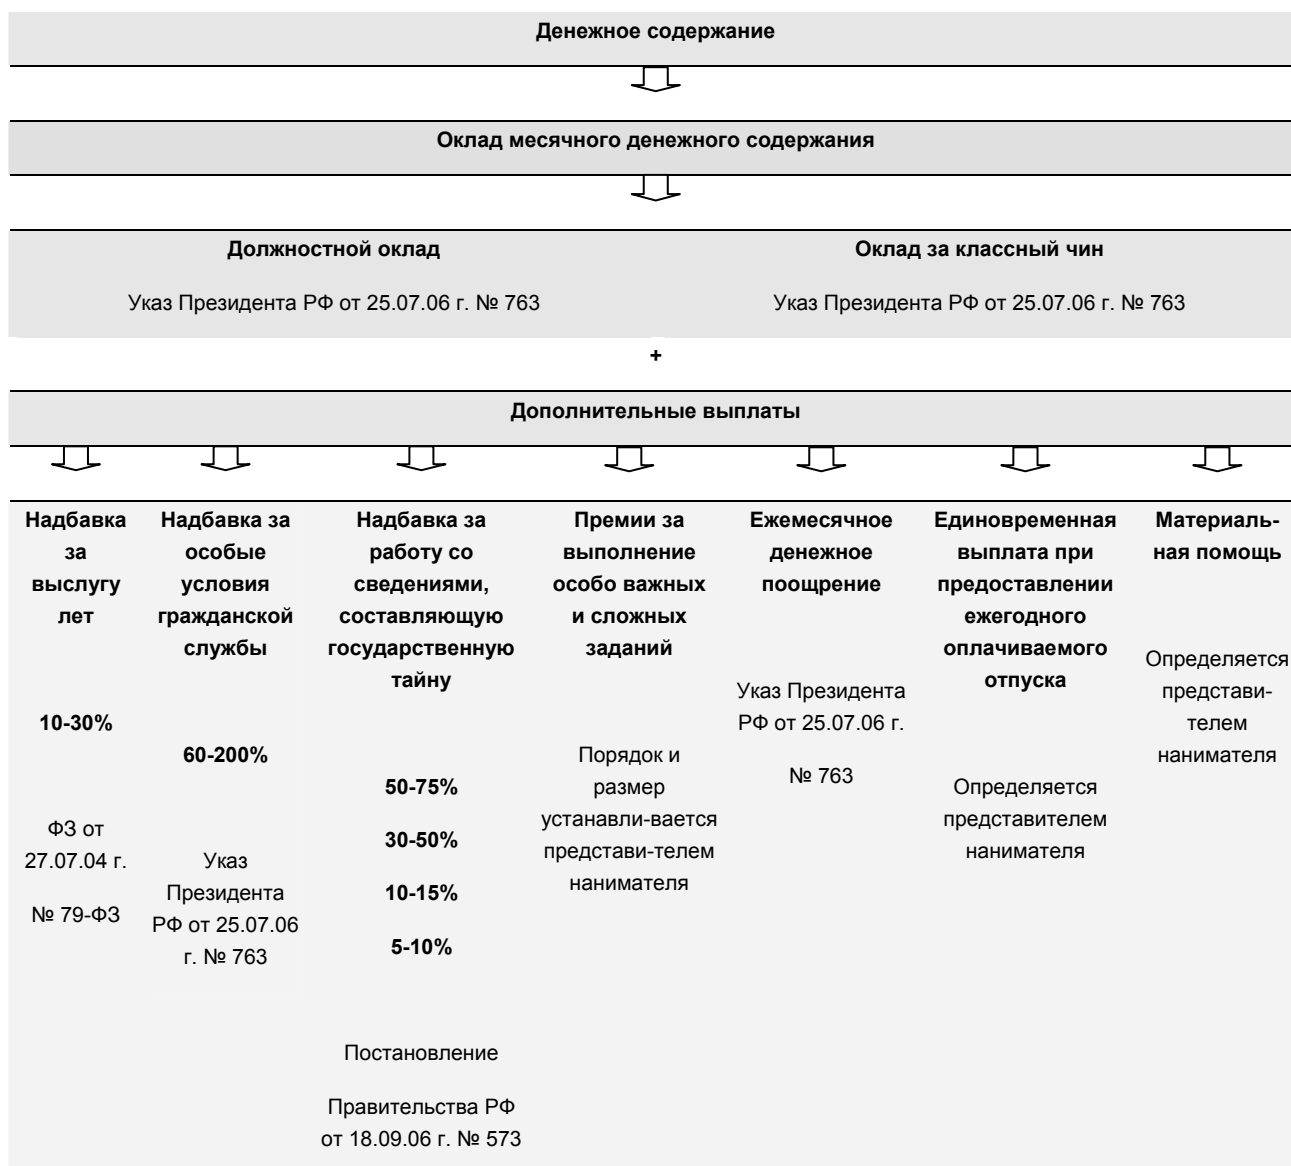 Денежное содержание
Оклад месячного денежного содержания
Должностной оклад
Указ Президента РФ от 25.07.06 г. № 763
Оклад за классный чин
Указ Президента РФ от 25.07.06 г. № 763
+
Дополнительные выплаты
Надбавка
за
выслугу
лет
10-30%
ФЗ от
27.07.04 г.
№ 79-ФЗ
Надбавка за
особые
условия
гражданской
службы
60-200%
Указ
Президента
РФ от 25.07.06
г. № 763
Надбавка за
работу со
сведениями,
составляющую
государственную
тайну
50-75%
30-50%
10-15%
5-10%
Постановление
Правительства РФ
от 18.09.06 г. № 573
Премии за
выполнение
особо важных
и сложных
заданий
Порядок и
размер
устанавли-вается
представи-телем
нанимателя
Ежемесячное
денежное
поощрение
Указ Президента
РФ от 25.07.06 г.
№ 763
Единовременная
выплата при
предоставлении
ежегодного
оплачиваемого
отпуска
Определяется
представителем
нанимателя
Материаль-
ная помощь
Определяется
представи-
телем
нанимателя